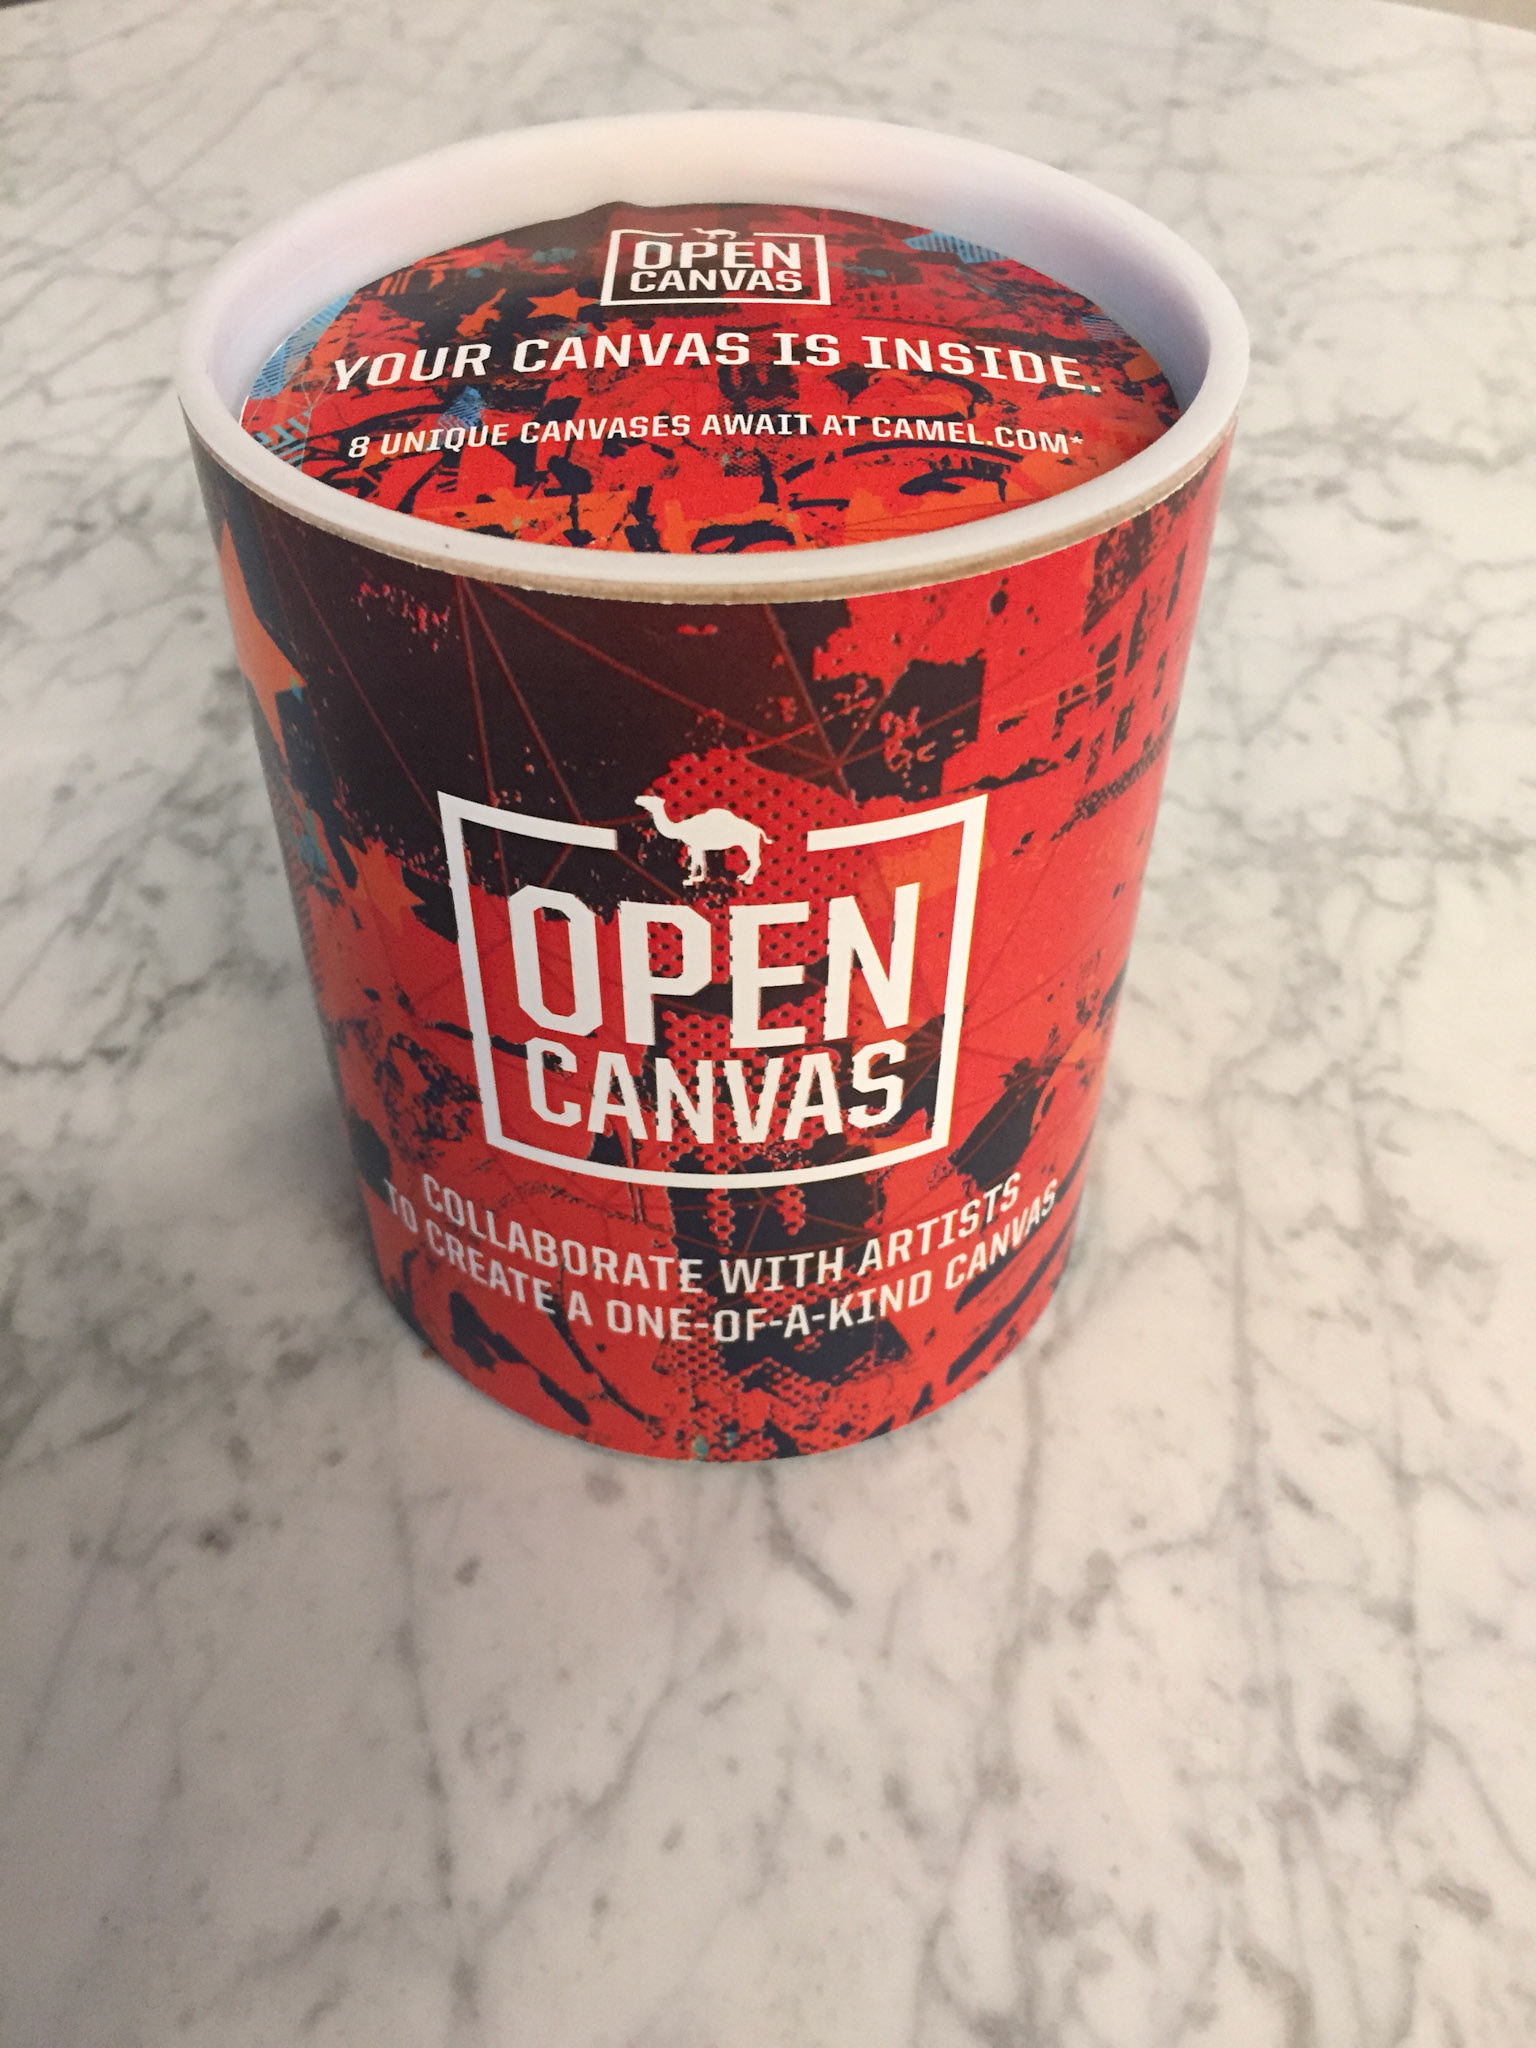 OPEN
CANVAS
YOUR CANVAS IS INSIDE.
8 UNIQUE CANVASES AWAIT AT CAMEL.COM*
OPEN
CANVAS
COLLABORATE WITH ARTISTS
TO CREATE A ONE-OF-A-KIND CANVAS